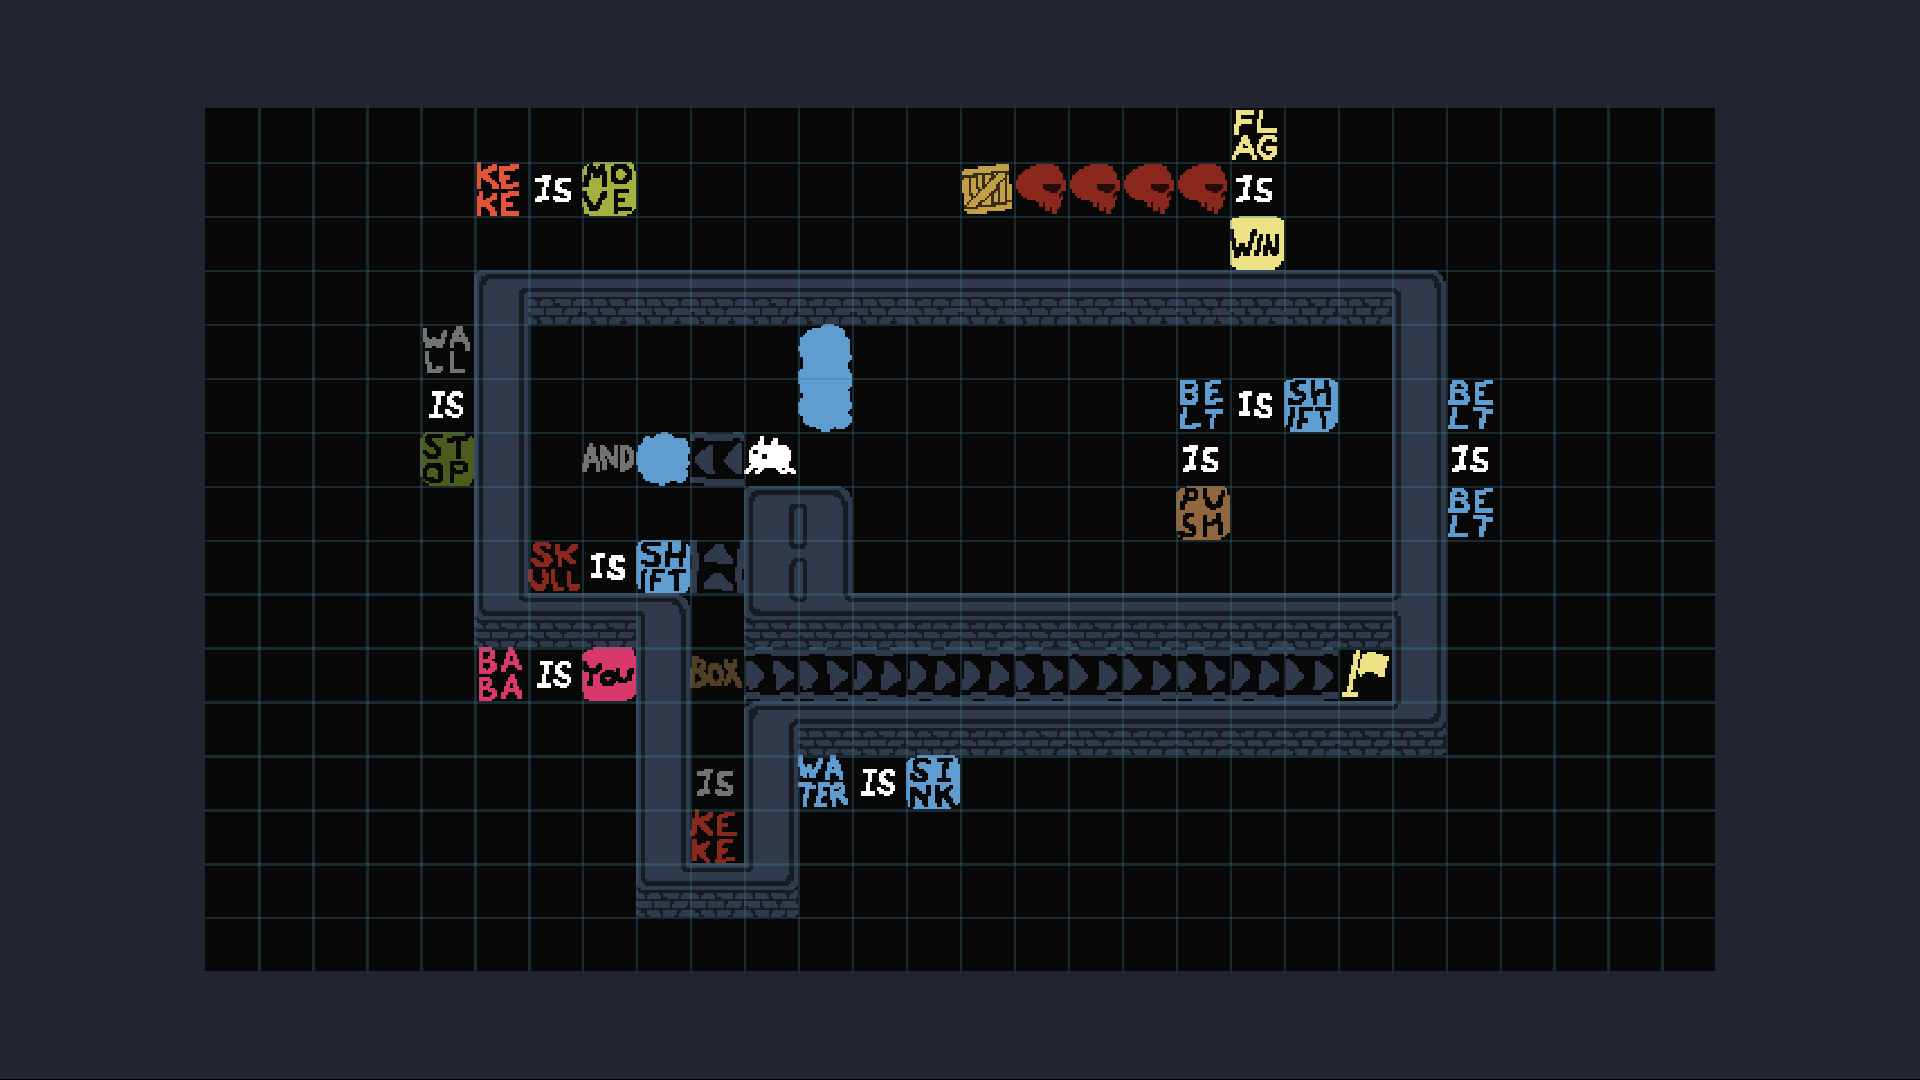 FLAG
KEKE IS MOVE
IS
WIN
WALL
IS
STOP
BELT IS SHIFT
BELT
AND
IS
IS
PUSH
BELT
SKULL IS SHIFT
BABA IS YOU
BOX
IS
WATER IS SINK
KEKE